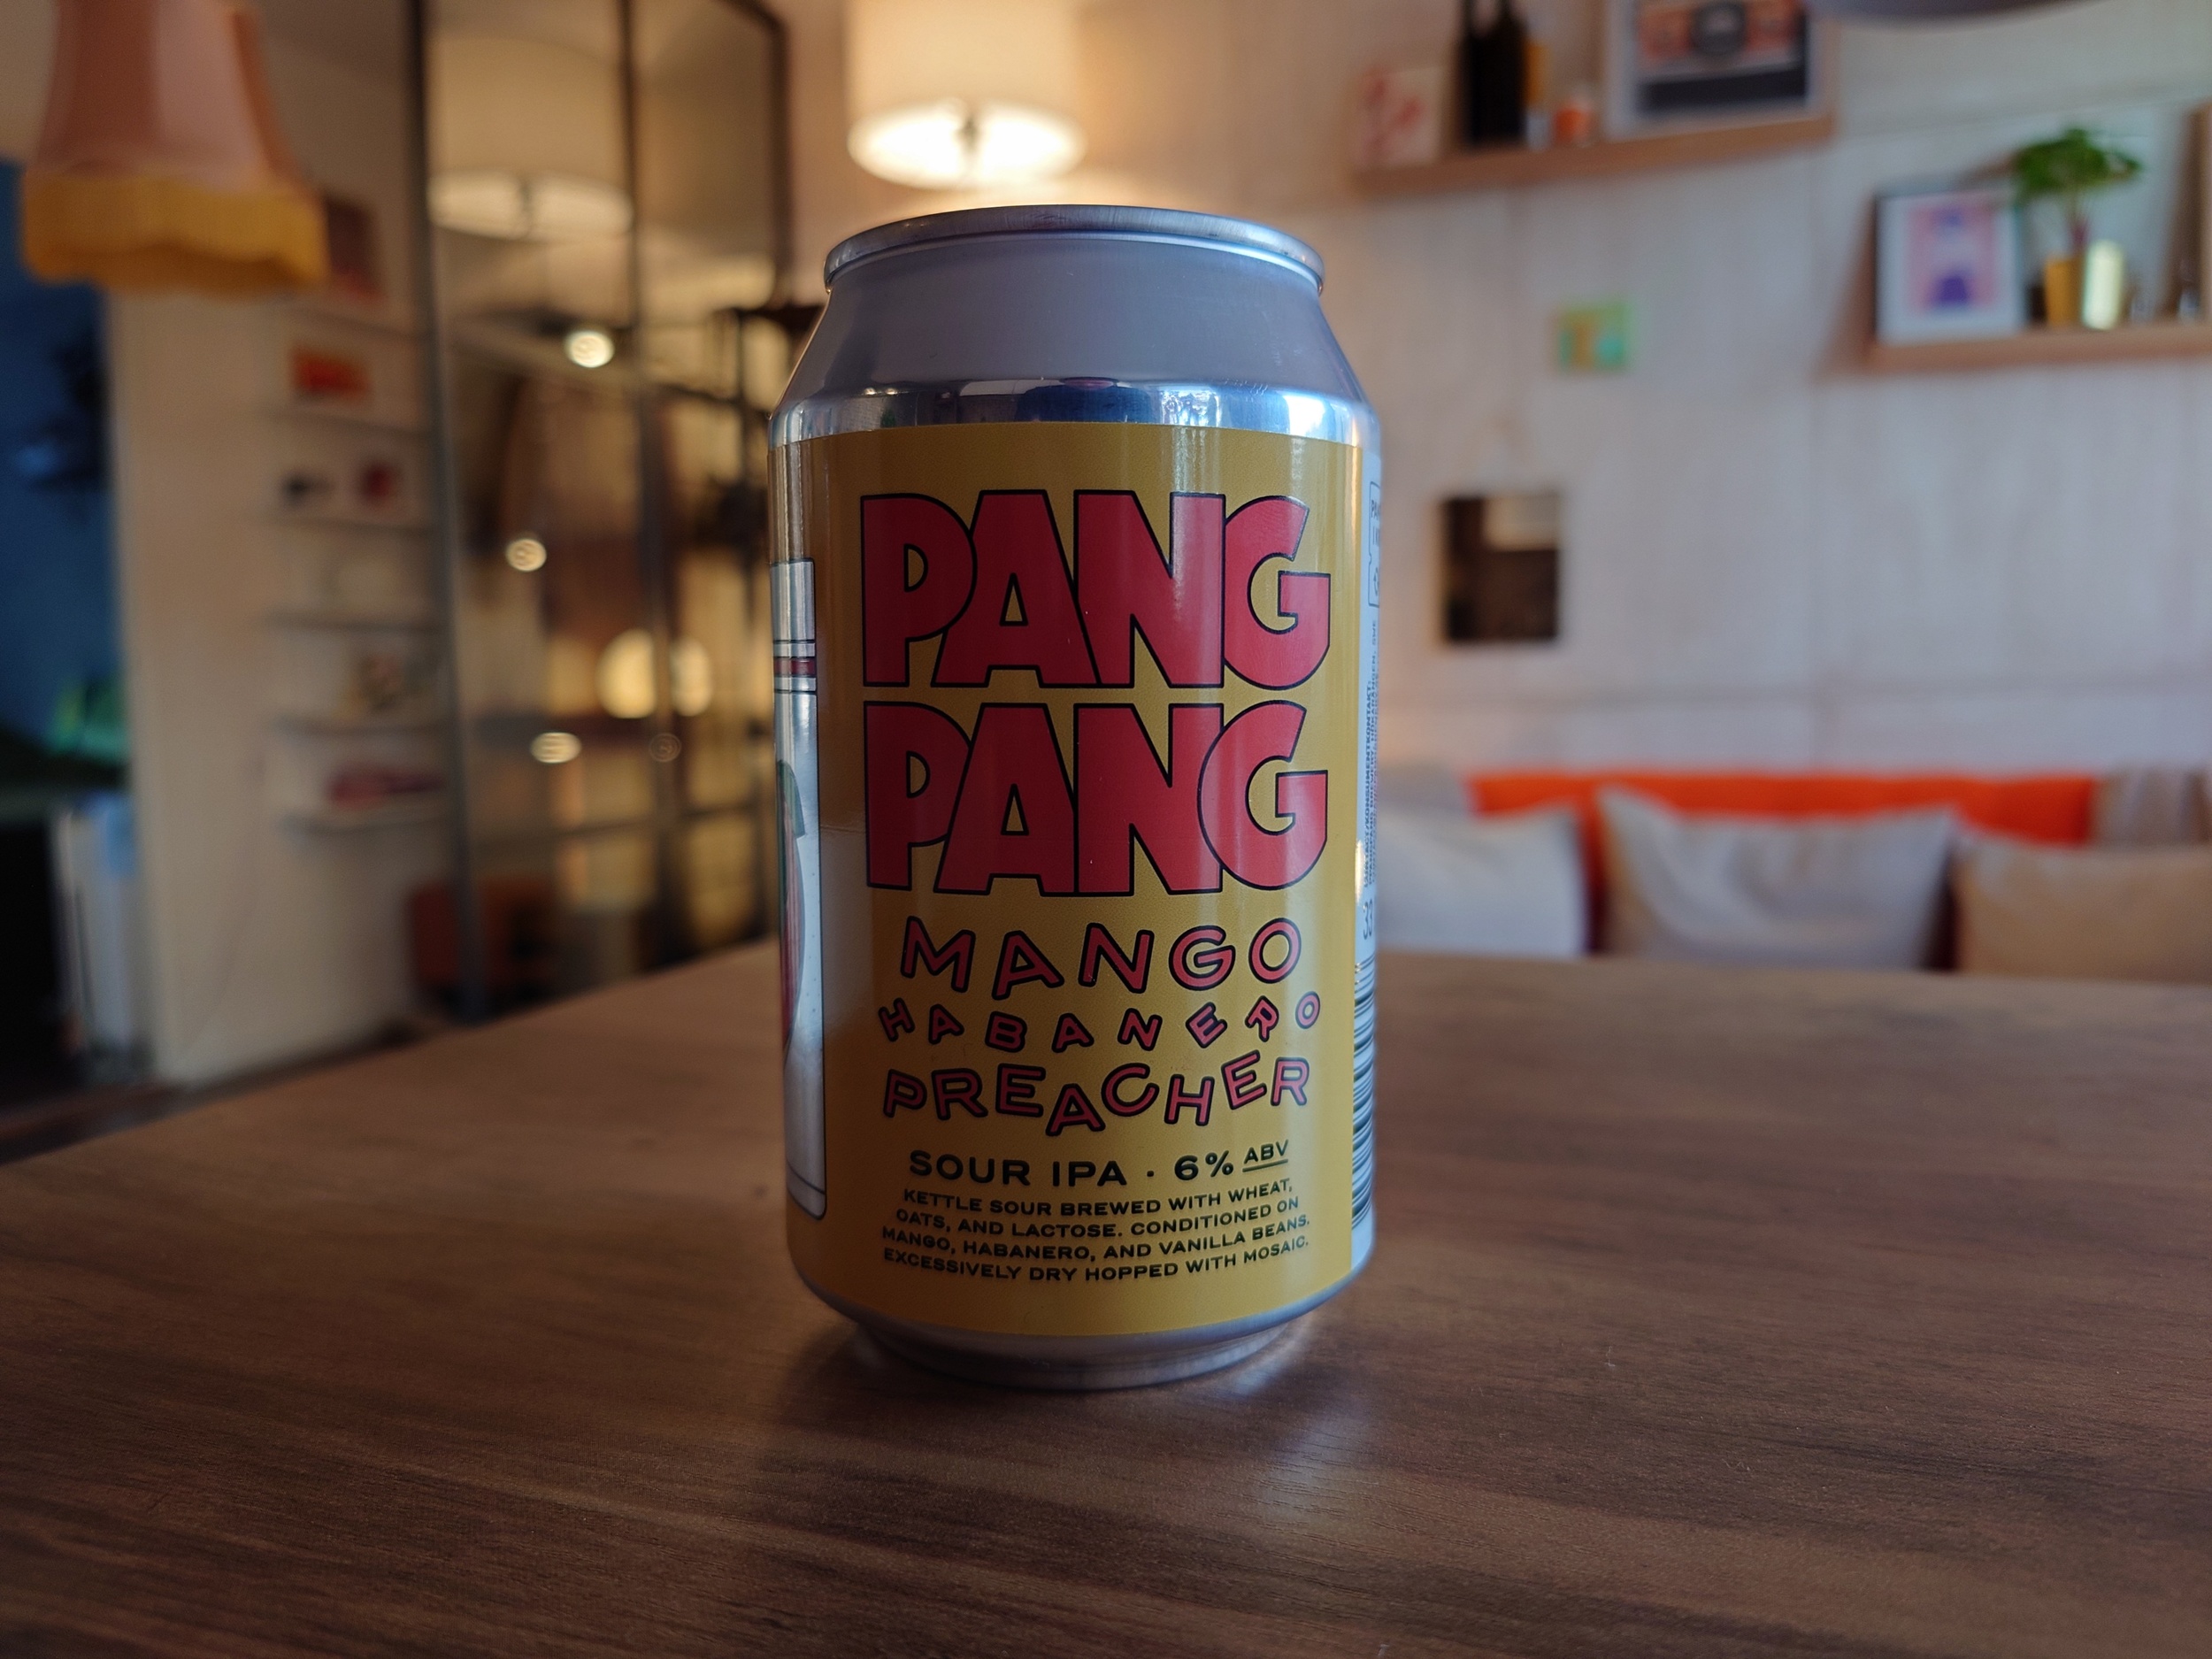 PANG
PANG
MANGO
HABANERO
PREACHER
SOUR IPA · 6% ABV
KETTLE SOUR BREWED WITH WHEAT,
OATS, AND LACTOSE. CONDITIONED ON
MANGO, HABANERO, AND VANILLA BEANS.
EXCESSIVELY DRY HOPPED WITH MOSAIC.